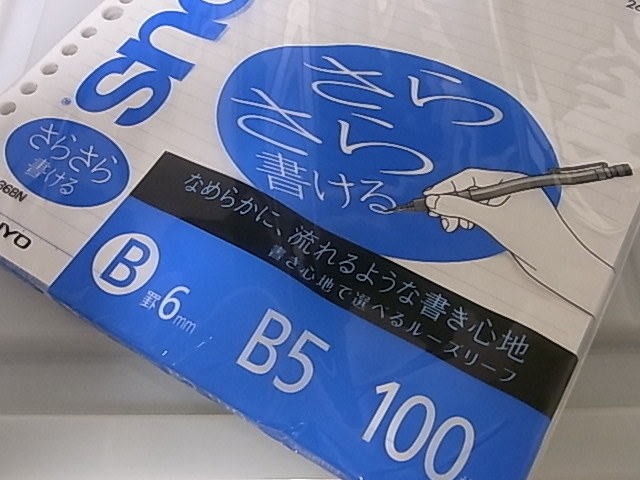 さら
さら
書ける
さらさら
書ける
なめらかに、流れるような書き心地
書き心地で選べるルーズリーフ
B 罫6mm
B5
100